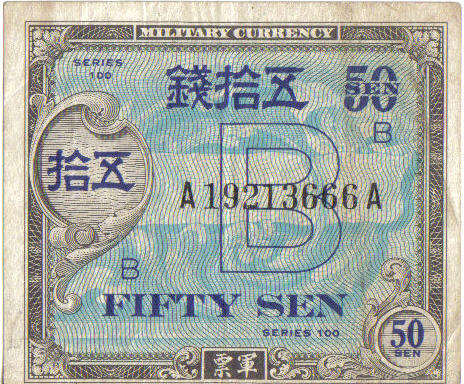 MILITARY CURRENCY
SERIES
100
五拾錢
50
SEN
B
五拾
B
A19213666A
B
FIFTY SEN
SERIES 100
50
SEN
軍票